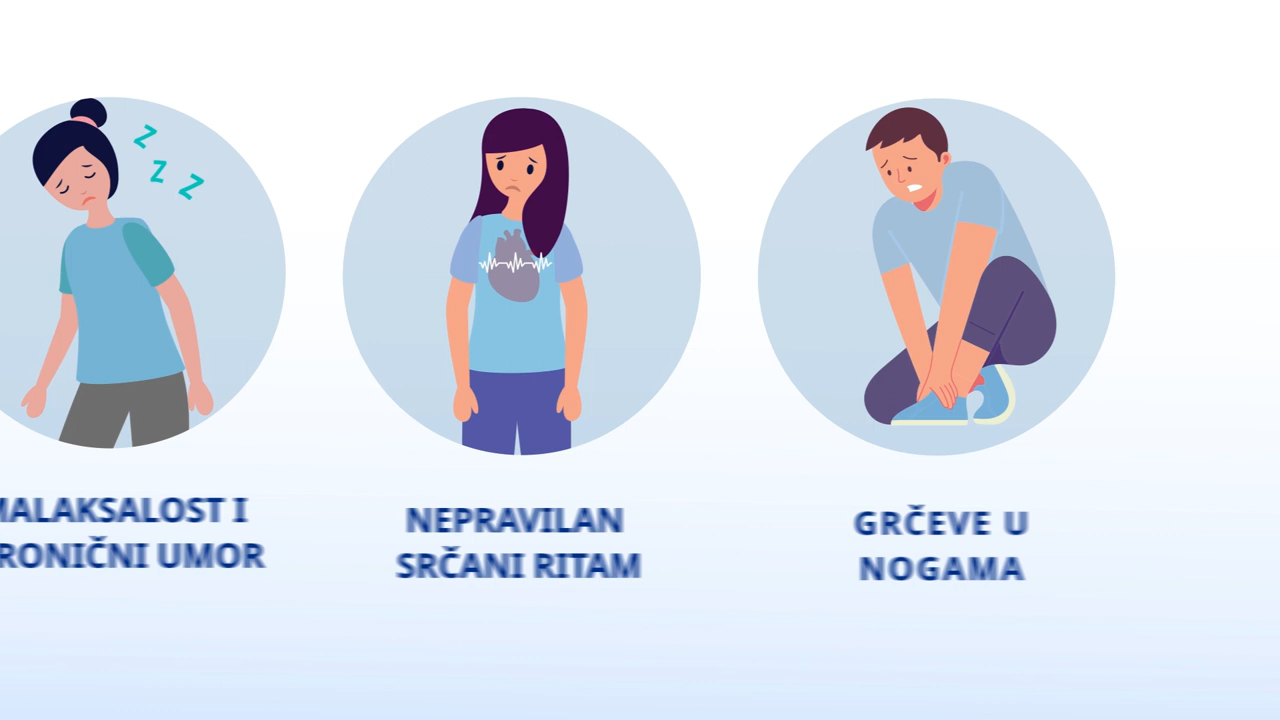 Z
Z
Z
MALAKSALOST I
RONIČNI UMOR
NEPRAVILAN
SRČANI RITAM
GRČEVE U
NOGAMA